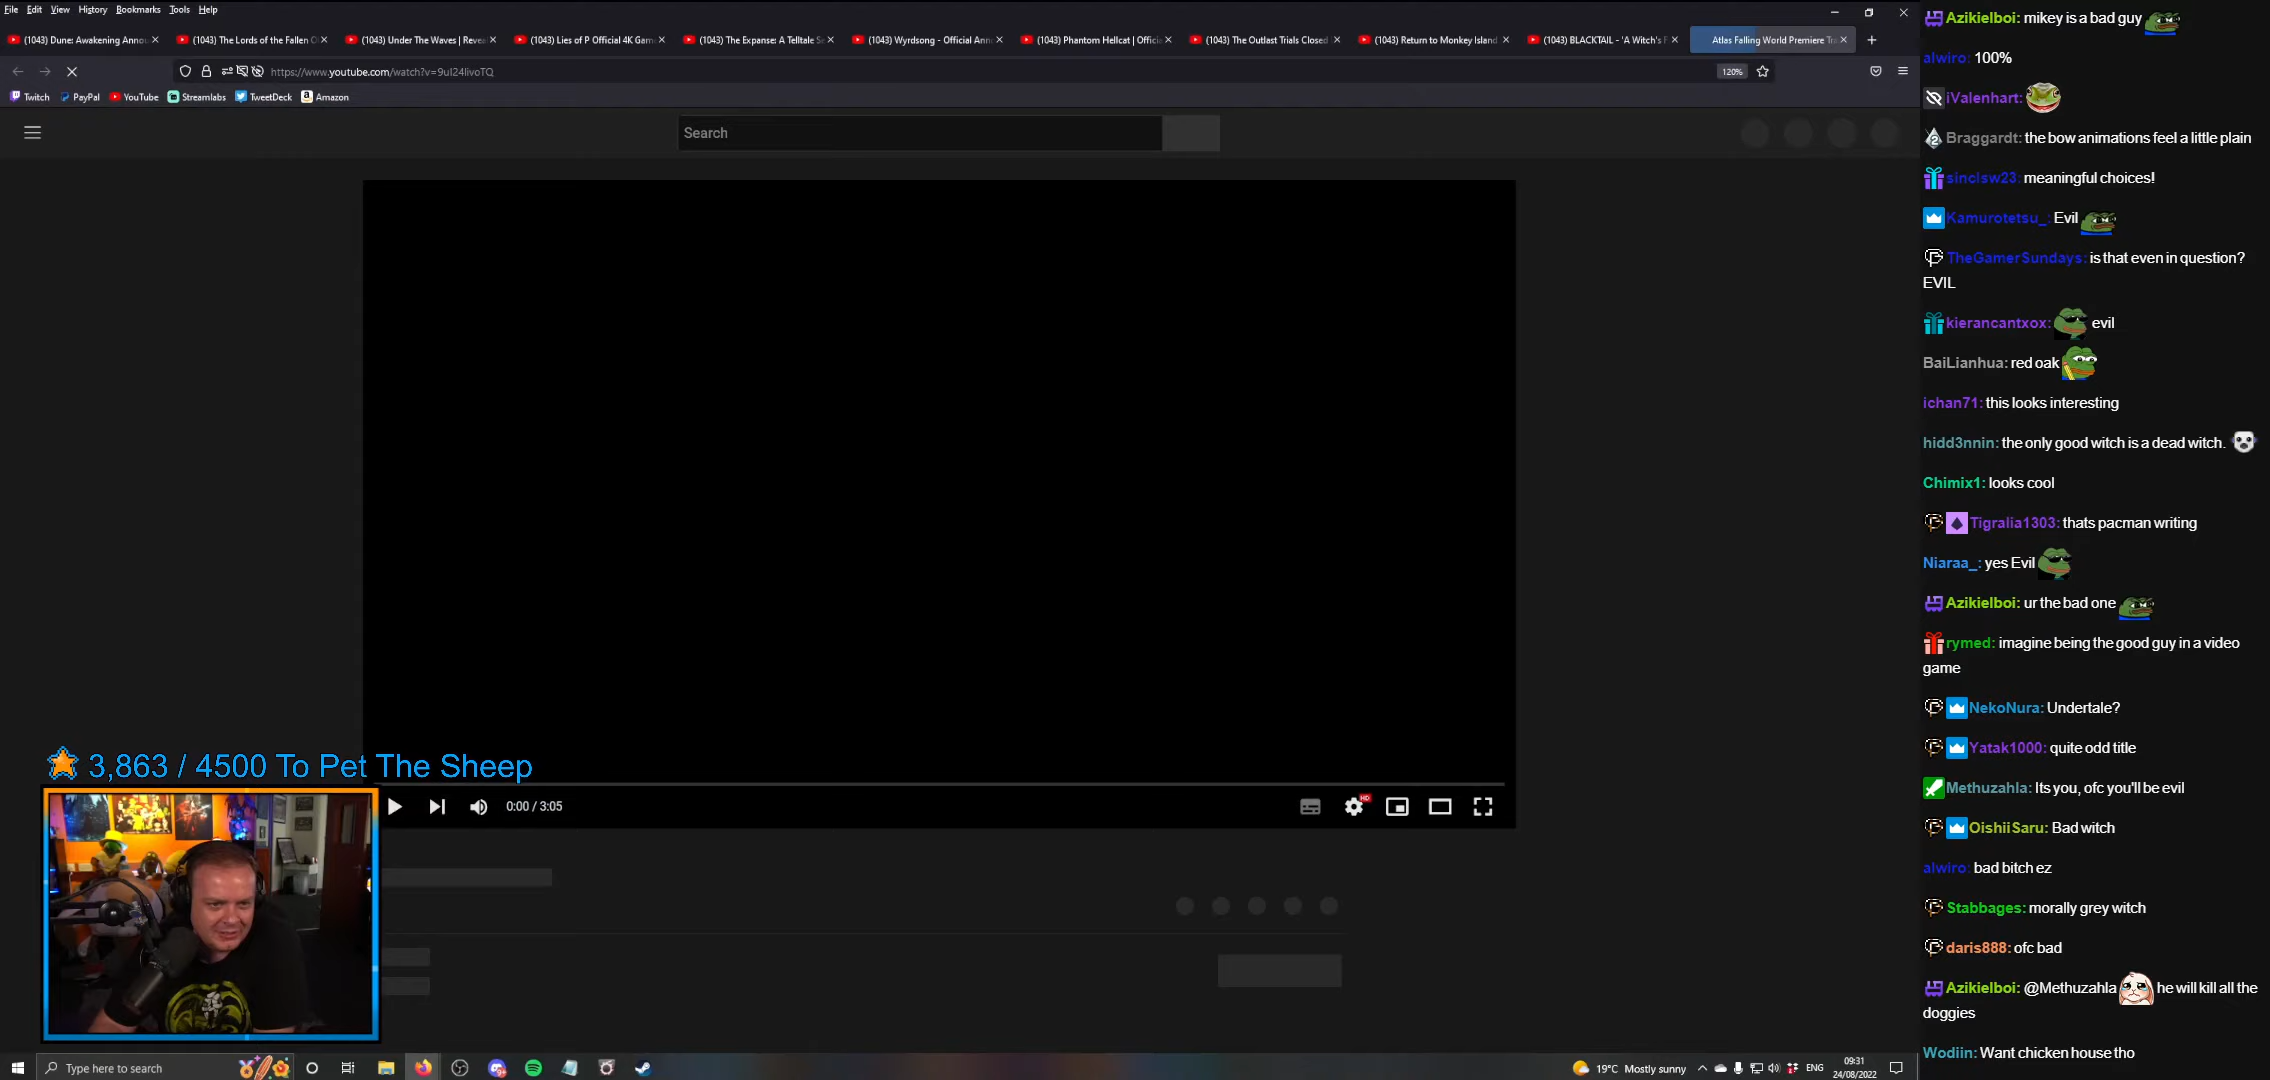 File Edit View History Bookmarks Tools Help
(1043) Dune: Awakening Annou
(1043) The Lords of the Fallen C
(1043) Under The Waves | Revea
(1043) Lies of P Official 4K Gam
(1043) The Expanse: A Telltale Se
(1043) Wyrdsong - Official Ann
(1043) Phantom Hellcat | Officia
(1043) The Outlast Trials Closed
(1043) Return to Monkey Island
(1043) BLACKTAIL - 'A Witch's F
Atlas Falling World Premiere Tra
https://www.youtube.com/watch?v=9uI24IivoTQ
120%
Twitch PayPal YouTube Streamlabs TweetDeck Amazon
Search
3,863 / 4500 To Pet The Sheep
0:00 / 3:05
HD
Type here to search
19°C Mostly sunny
ENG
09:31
24/08/2022
Azikielboi: mikey is a bad guy
alwiro: 100%
iValenhart:
Braggardt: the bow animations feel a little plain
sinclsw23: meaningful choices!
Kamurotetsu_: Evil
TheGamerSundays: is that even in question?
EVIL
kierancantxox: evil
BaiLianhua: red oak
ichan71: this looks interesting
hidd3nnin: the only good witch is a dead witch.
Chimix1: looks cool
Tigralia1303: thats pacman writing
Niaraa_: yes Evil
Azikielboi: ur the bad one
rymed: imagine being the good guy in a video
game
NekoNura: Undertale?
Yatak1000: quite odd title
Methuzahla: Its you, ofc you'll be evil
OishiiSaru: Bad witch
alwiro: bad bitch ez
Stabbages: morally grey witch
daris888: ofc bad
Azikielboi: @Methuzahla he will kill all the
doggies
Wodiin: Want chicken house tho